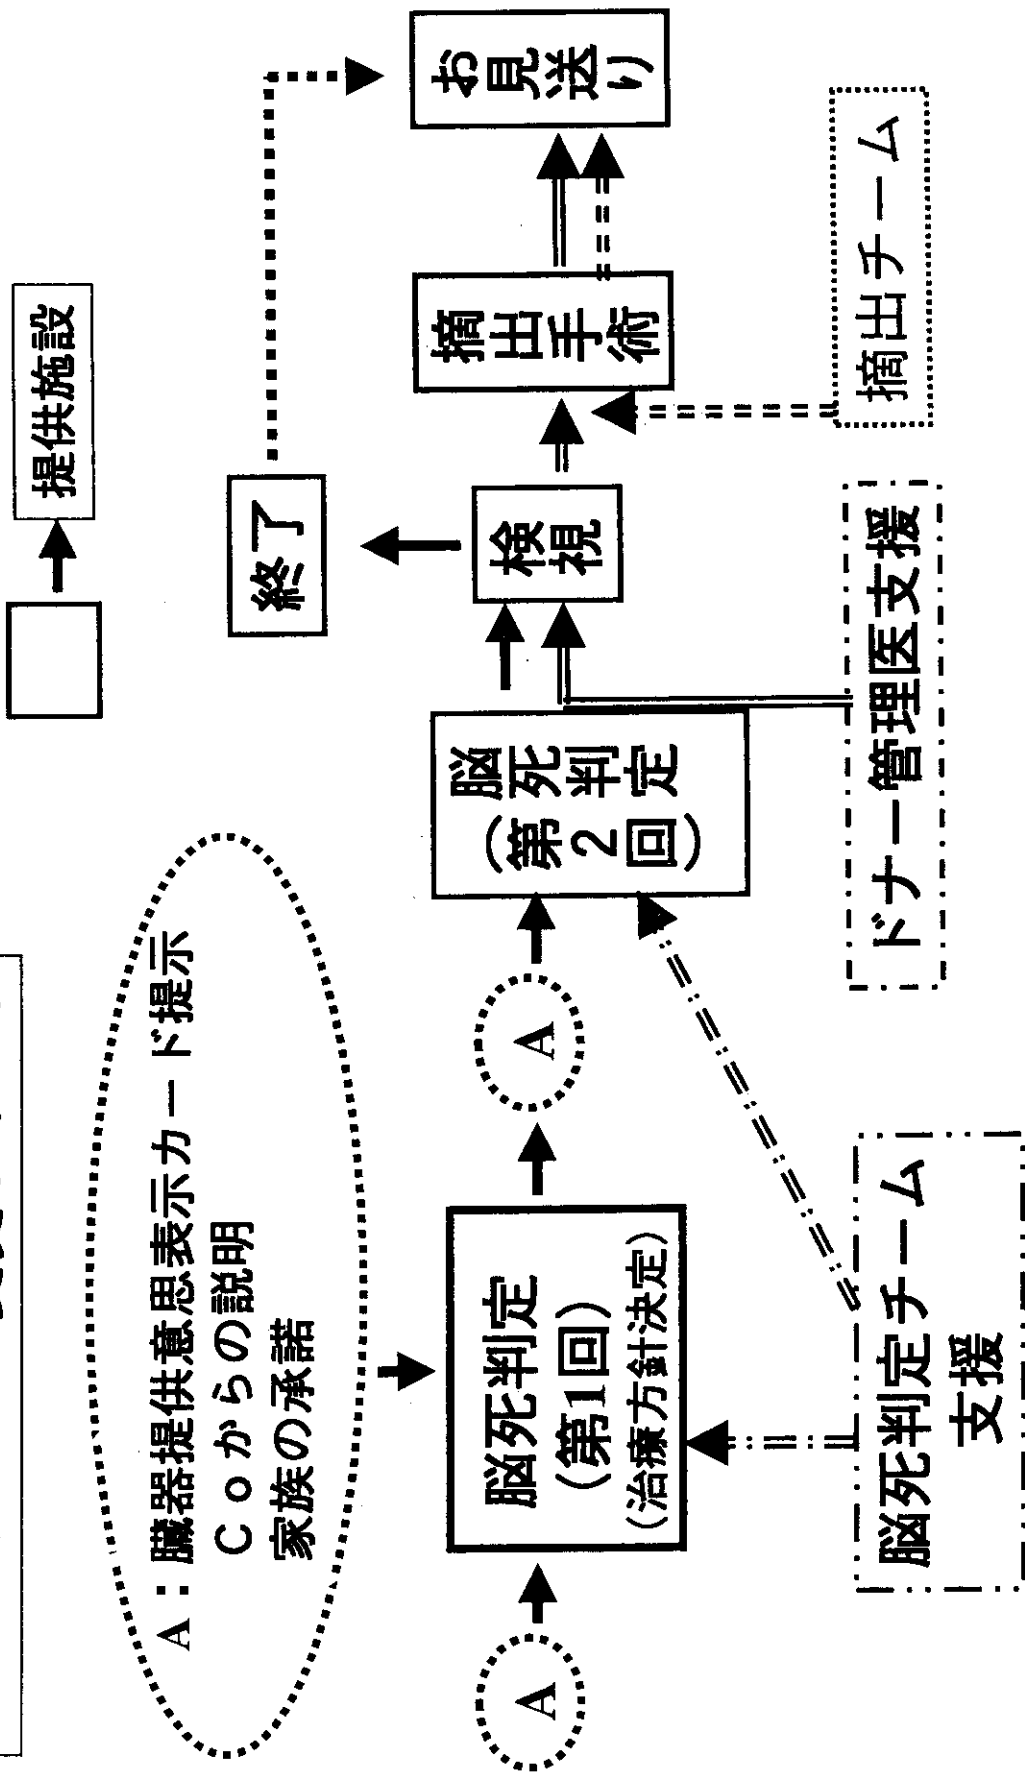 提供施設
A：臓器提供意思表示カード提示
Coからの説明
家族の承諾
終了
A
脳死判定
（第1回）
（治療方針決定）
A
脳死判定
（第２回）
検視
摘出手術
お見送り
脳死判定チーム
支援
ドナー管理医支援
摘出チーム